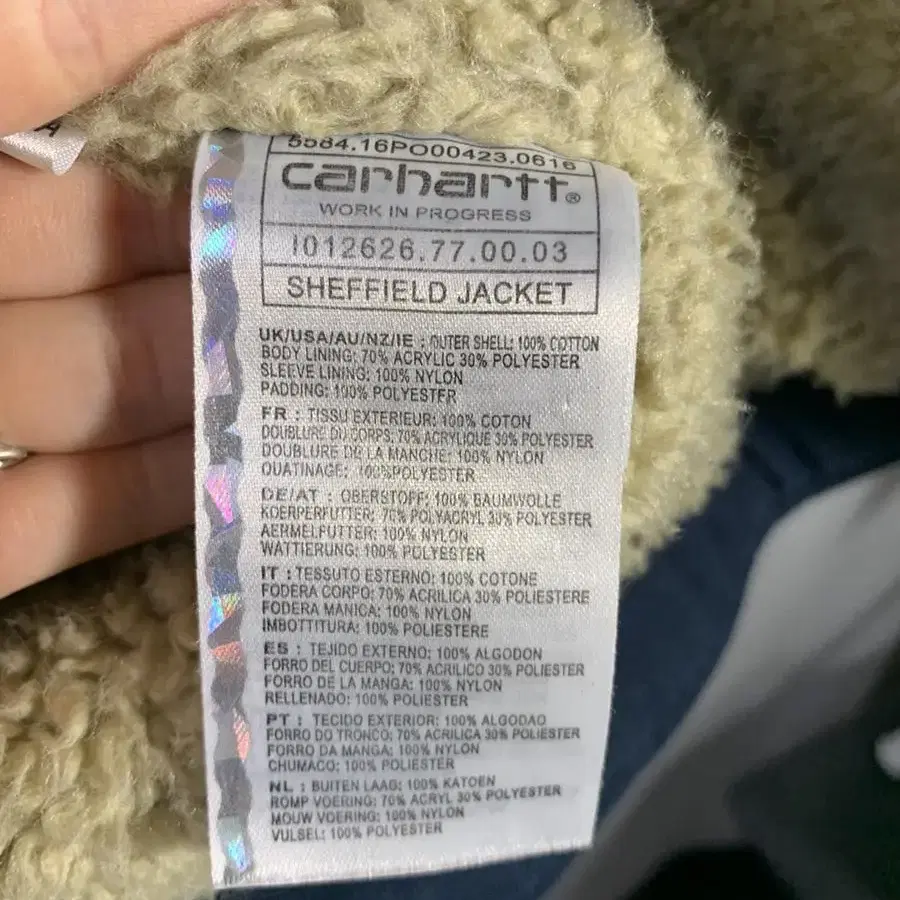 A
5584.16PO00423.0616
carhartt®
WORK IN PROGRESS
I012626.77.00.03
SHEFFIELD JACKET
UK/USA/AU/NZ/IE : OUTER SHELL: 100% COTTON
BODY LINING: 70% ACRYLIC 30% POLYESTER
SLEEVE LINING: 100% NYLON
PADDING: 100% POLYESTER
FR : TISSU EXTERIEUR: 100% COTON
DOUBLURE DU CORPS: 70% ACRYLIQUE 30% POLYESTER
DOUBLURE DE LA MANCHE: 100% NYLON
OUATINAGE: 100%POLYESTER
DE/AT : OBERSTOFF: 100% BAUMWOLLE
KOERPERFUTTER: 70% POLYACRYL 30% POLYESTER
AERMELFUTTER: 100% NYLON
WATTIERUNG: 100% POLYESTER
IT : TESSUTO ESTERNO: 100% COTONE
FODERA CORPO: 70% ACRILICA 30% POLIESTERE
FODERA MANICA: 100% NYLON
IMBOTTITURA: 100% POLIESTERE
ES : TEJIDO EXTERNO: 100% ALGODON
FORRO DEL CUERPO: 70% ACRILICO 30% POLIESTER
FORRO DE LA MANGA: 100% NYLON
RELLENADO: 100% POLIESTER
PT : TECIDO EXTERIOR: 100% ALGODAO
FORRO DO TRONCO: 70% ACRILICA 30% POLIESTER
FORRO DA MANGA: 100% NYLON
CHUMACO: 100% POLIESTER
NL : BUITEN LAAG: 100% KATOEN
ROMP VOERING: 70% ACRYL 30% POLYESTER
MOUW VOERING: 100% NYLON
VULSEL: 100% POLYESTER